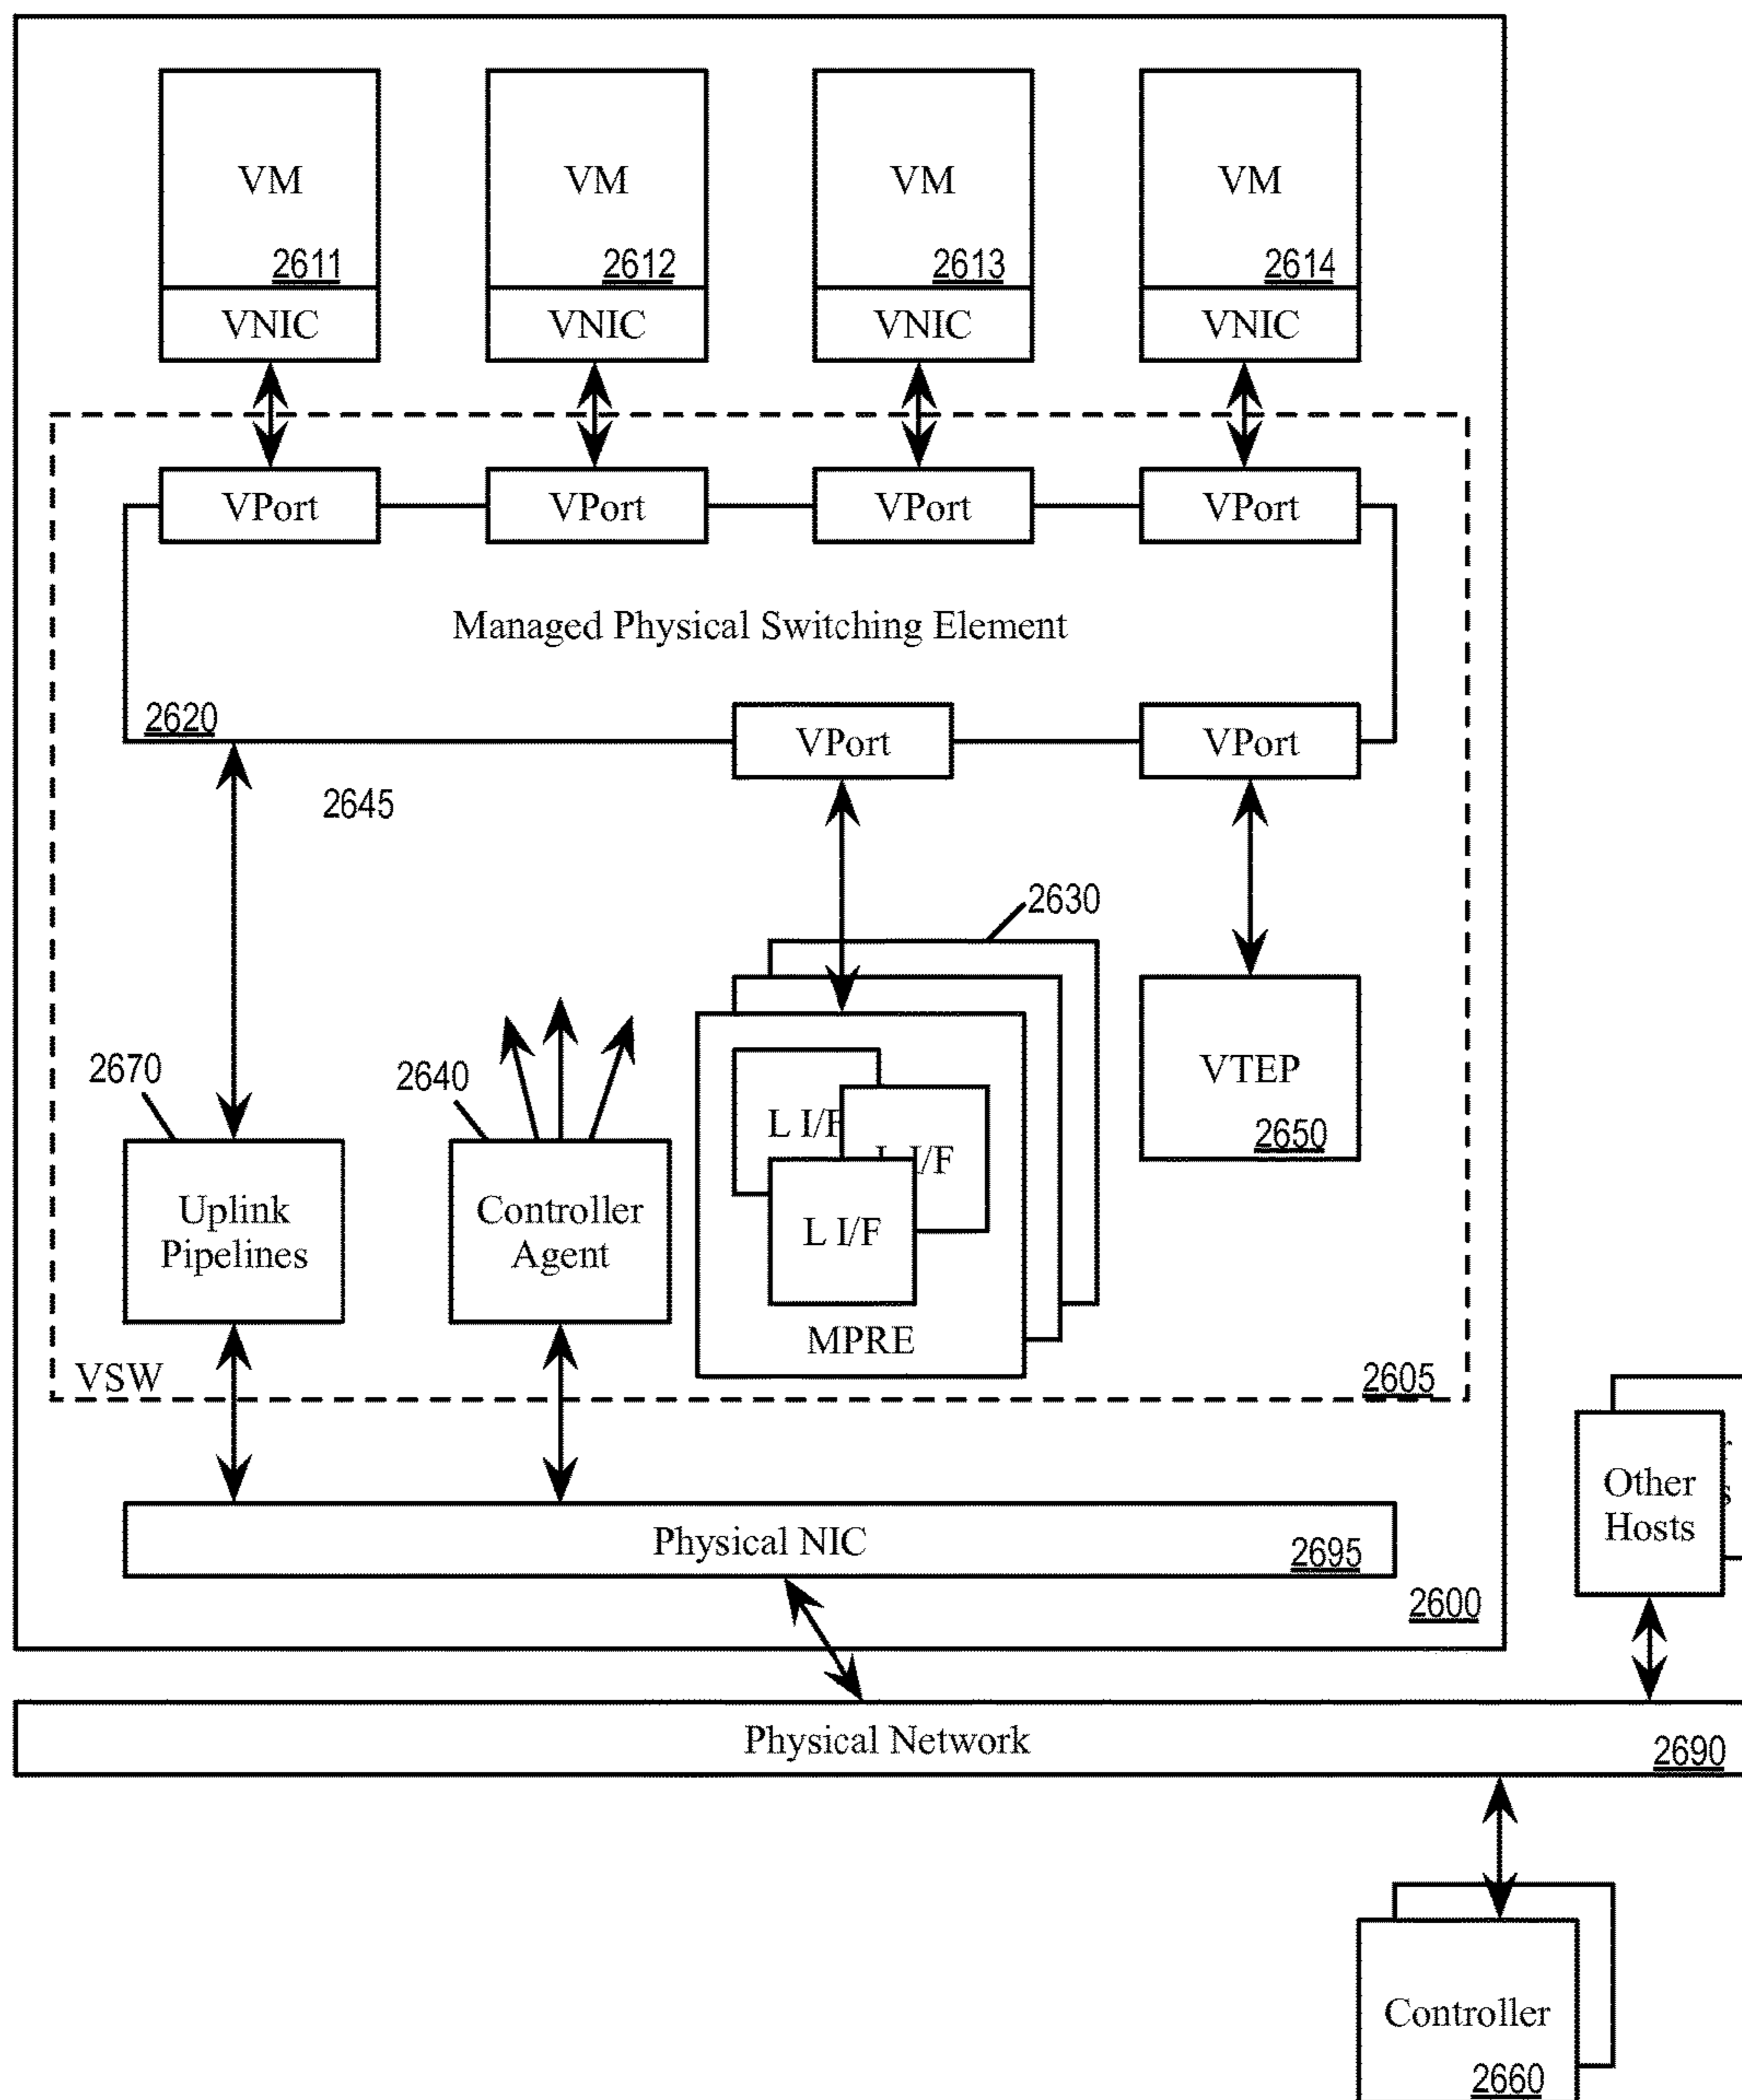 VM
VM
VM
VM
2611
2612
2613
2614
VNIC
VNIC
VNIC
VNIC
VPort
VPort
VPort
VPort
Managed Physical Switching Element
2620
VPort
VPort
2645
2630
2670
2640
VTEP
2650
L I/F
I/F
L I/F
Uplink
Pipelines
Controller
Agent
MPRE
VSW
2605
Other
Hosts
Physical NIC
2695
2600
Physical Network
2690
Controller
2660